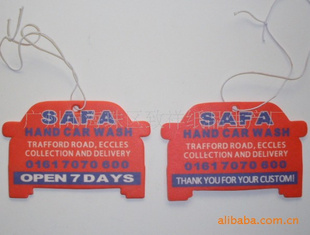 SAFA
HAND CAR WASH
TRAFFORD ROAD, ECCLES
COLLECTION AND DELIVERY
0161 7070 600
OPEN 7 DAYS
SAFA
HAND CAR WASH
TRAFFORD ROAD, ECCLES
COLLECTION AND DELIVERY
0161 7070 600
THANK YOU FOR YOUR CUSTOM!
alibaba.com.cn